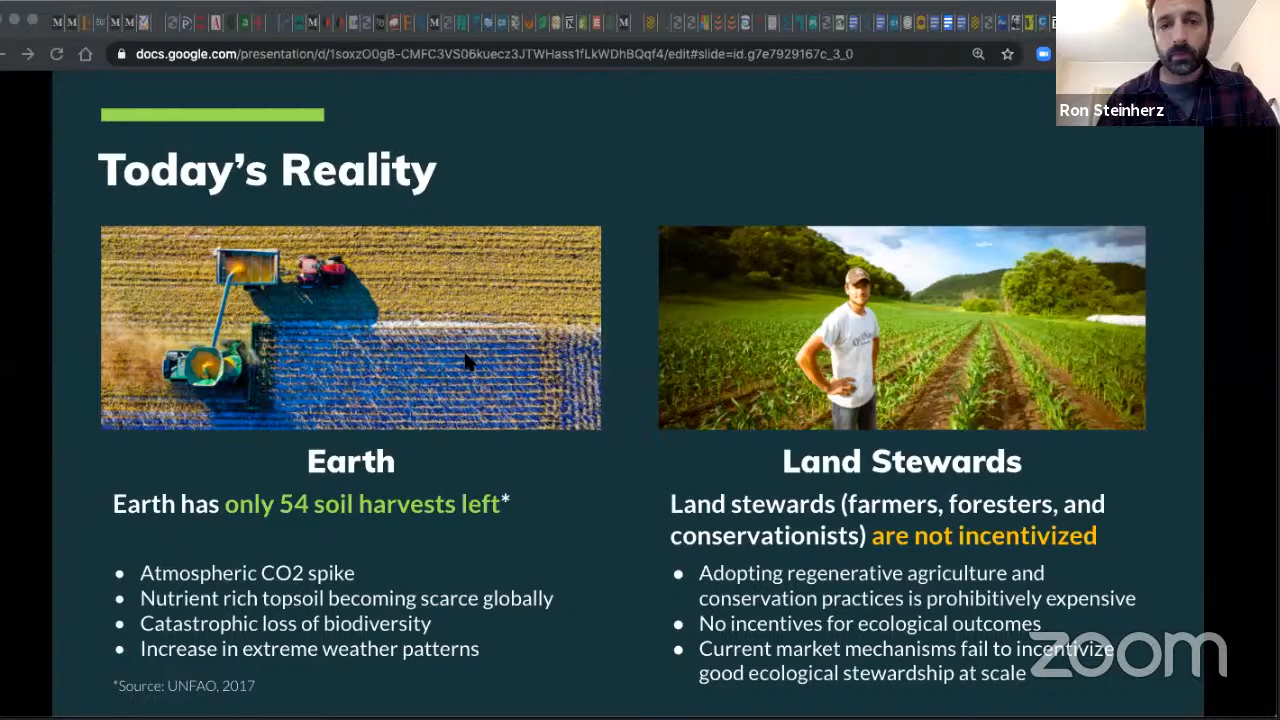 docs.google.com/presentation/d/1soxzO0gB-CMFC3VS06kuecz3JTWHass1fLkWDhBQqf4/edit#slide=id.g7e7929167c_3_0
Ron Steinherz
Today's Reality
Earth
Earth has only 54 soil harvests left*
Atmospheric CO2 spike
Nutrient rich topsoil becoming scarce globally
Catastrophic loss of biodiversity
Increase in extreme weather patterns
*Source: UNFAO, 2017
Land Stewards
Land stewards (farmers, foresters, and
conservationists) are not incentivized
Adopting regenerative agriculture and
conservation practices is prohibitively expensive
No incentives for ecological outcomes
Current market mechanisms fail to incentivize
good ecological stewardship at scale
zoom